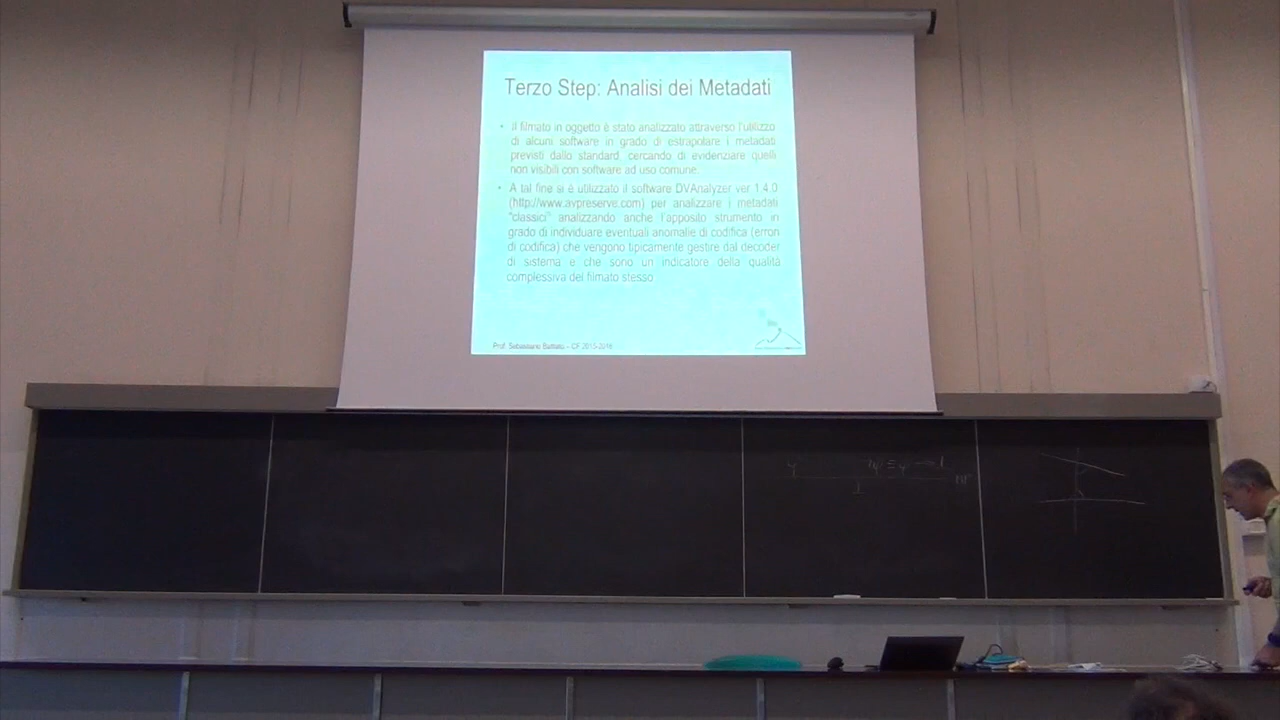 Terzo Step: Analisi dei Metadati
• Il filmato in oggetto è stato analizzato attraverso l'utilizzo
di alcuni software in grado di estrapolare i metadati
previsti dallo standard cercando di evidenziare quelli
non visibili con software ad uso comune.
• A tal fine si è utilizzato il software DVAnalyzer ver 1.4.0
(http://www.avpreserve.com) per analizzare i metadati
"classici" analizzando anche l'apposito strumento in
grado di individuare eventuali anomalie di codifica (errori
di codifica) che vengono tipicamente gestire dal decoder
di sistema e che sono un indicatore della qualità
complessiva del filmato stesso
Prof. Sebastiano Battiato – CF 2015-2016